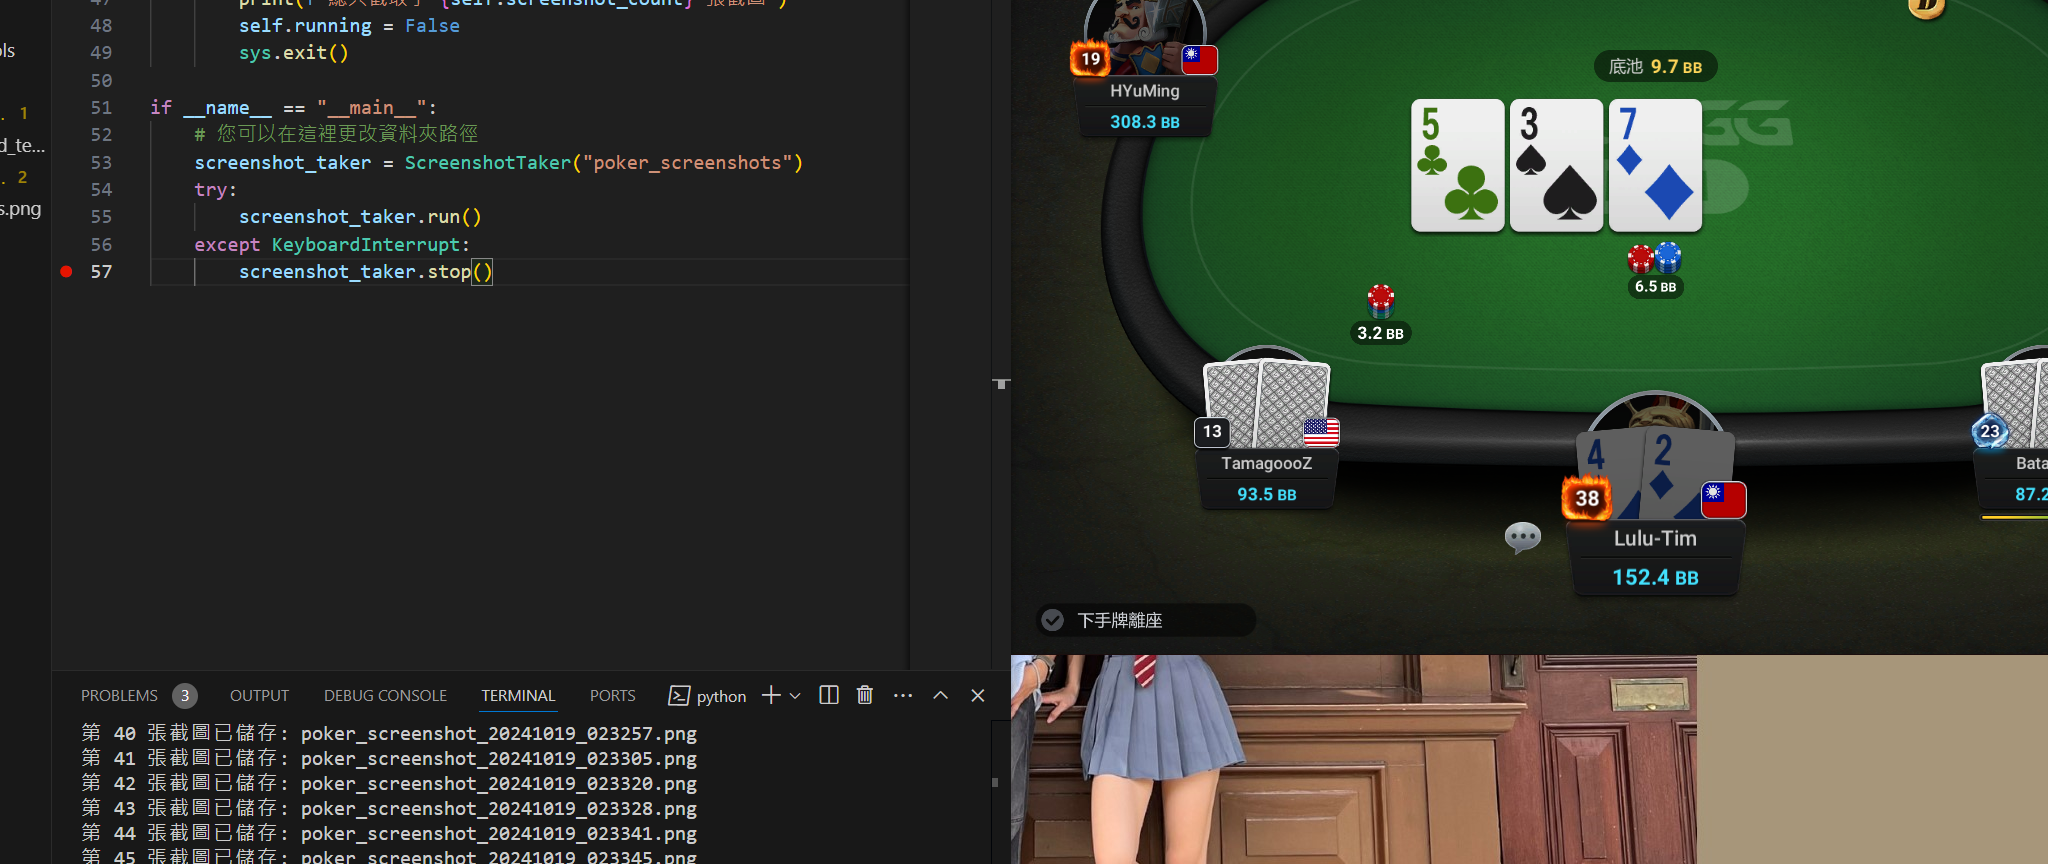 47
print(f"總共截取了 {self.screenshot_count} 張截圖")
48 self.running = False
49 sys.exit()
50
51 if __name__ == "__main__":
52 # 您可以在這裡更改資料夾路徑
53 screenshot_taker = ScreenshotTaker("poker_screenshots")
54 try:
55 screenshot_taker.run()
56 except KeyboardInterrupt:
57 screenshot_taker.stop()
ols
. 1
d_te...
. 2
s.png
PROBLEMS 3 OUTPUT DEBUG CONSOLE TERMINAL PORTS python
第 40 張截圖已儲存: poker_screenshot_20241019_023257.png
第 41 張截圖已儲存: poker_screenshot_20241019_023305.png
第 42 張截圖已儲存: poker_screenshot_20241019_023320.png
第 43 張截圖已儲存: poker_screenshot_20241019_023328.png
第 44 張截圖已儲存: poker_screenshot_20241019_023341.png
第 45 張截圖已儲存: poker_screenshot_20241019_023345.png
D
19
HYuMing
308.3 BB
底池 9.7 BB
5 3 7
GG
6.5 BB
3.2 BB
13
TamagoooZ
93.5 BB
4 2
38
Lulu-Tim
152.4 BB
23
Bata
87.2
下手牌離座